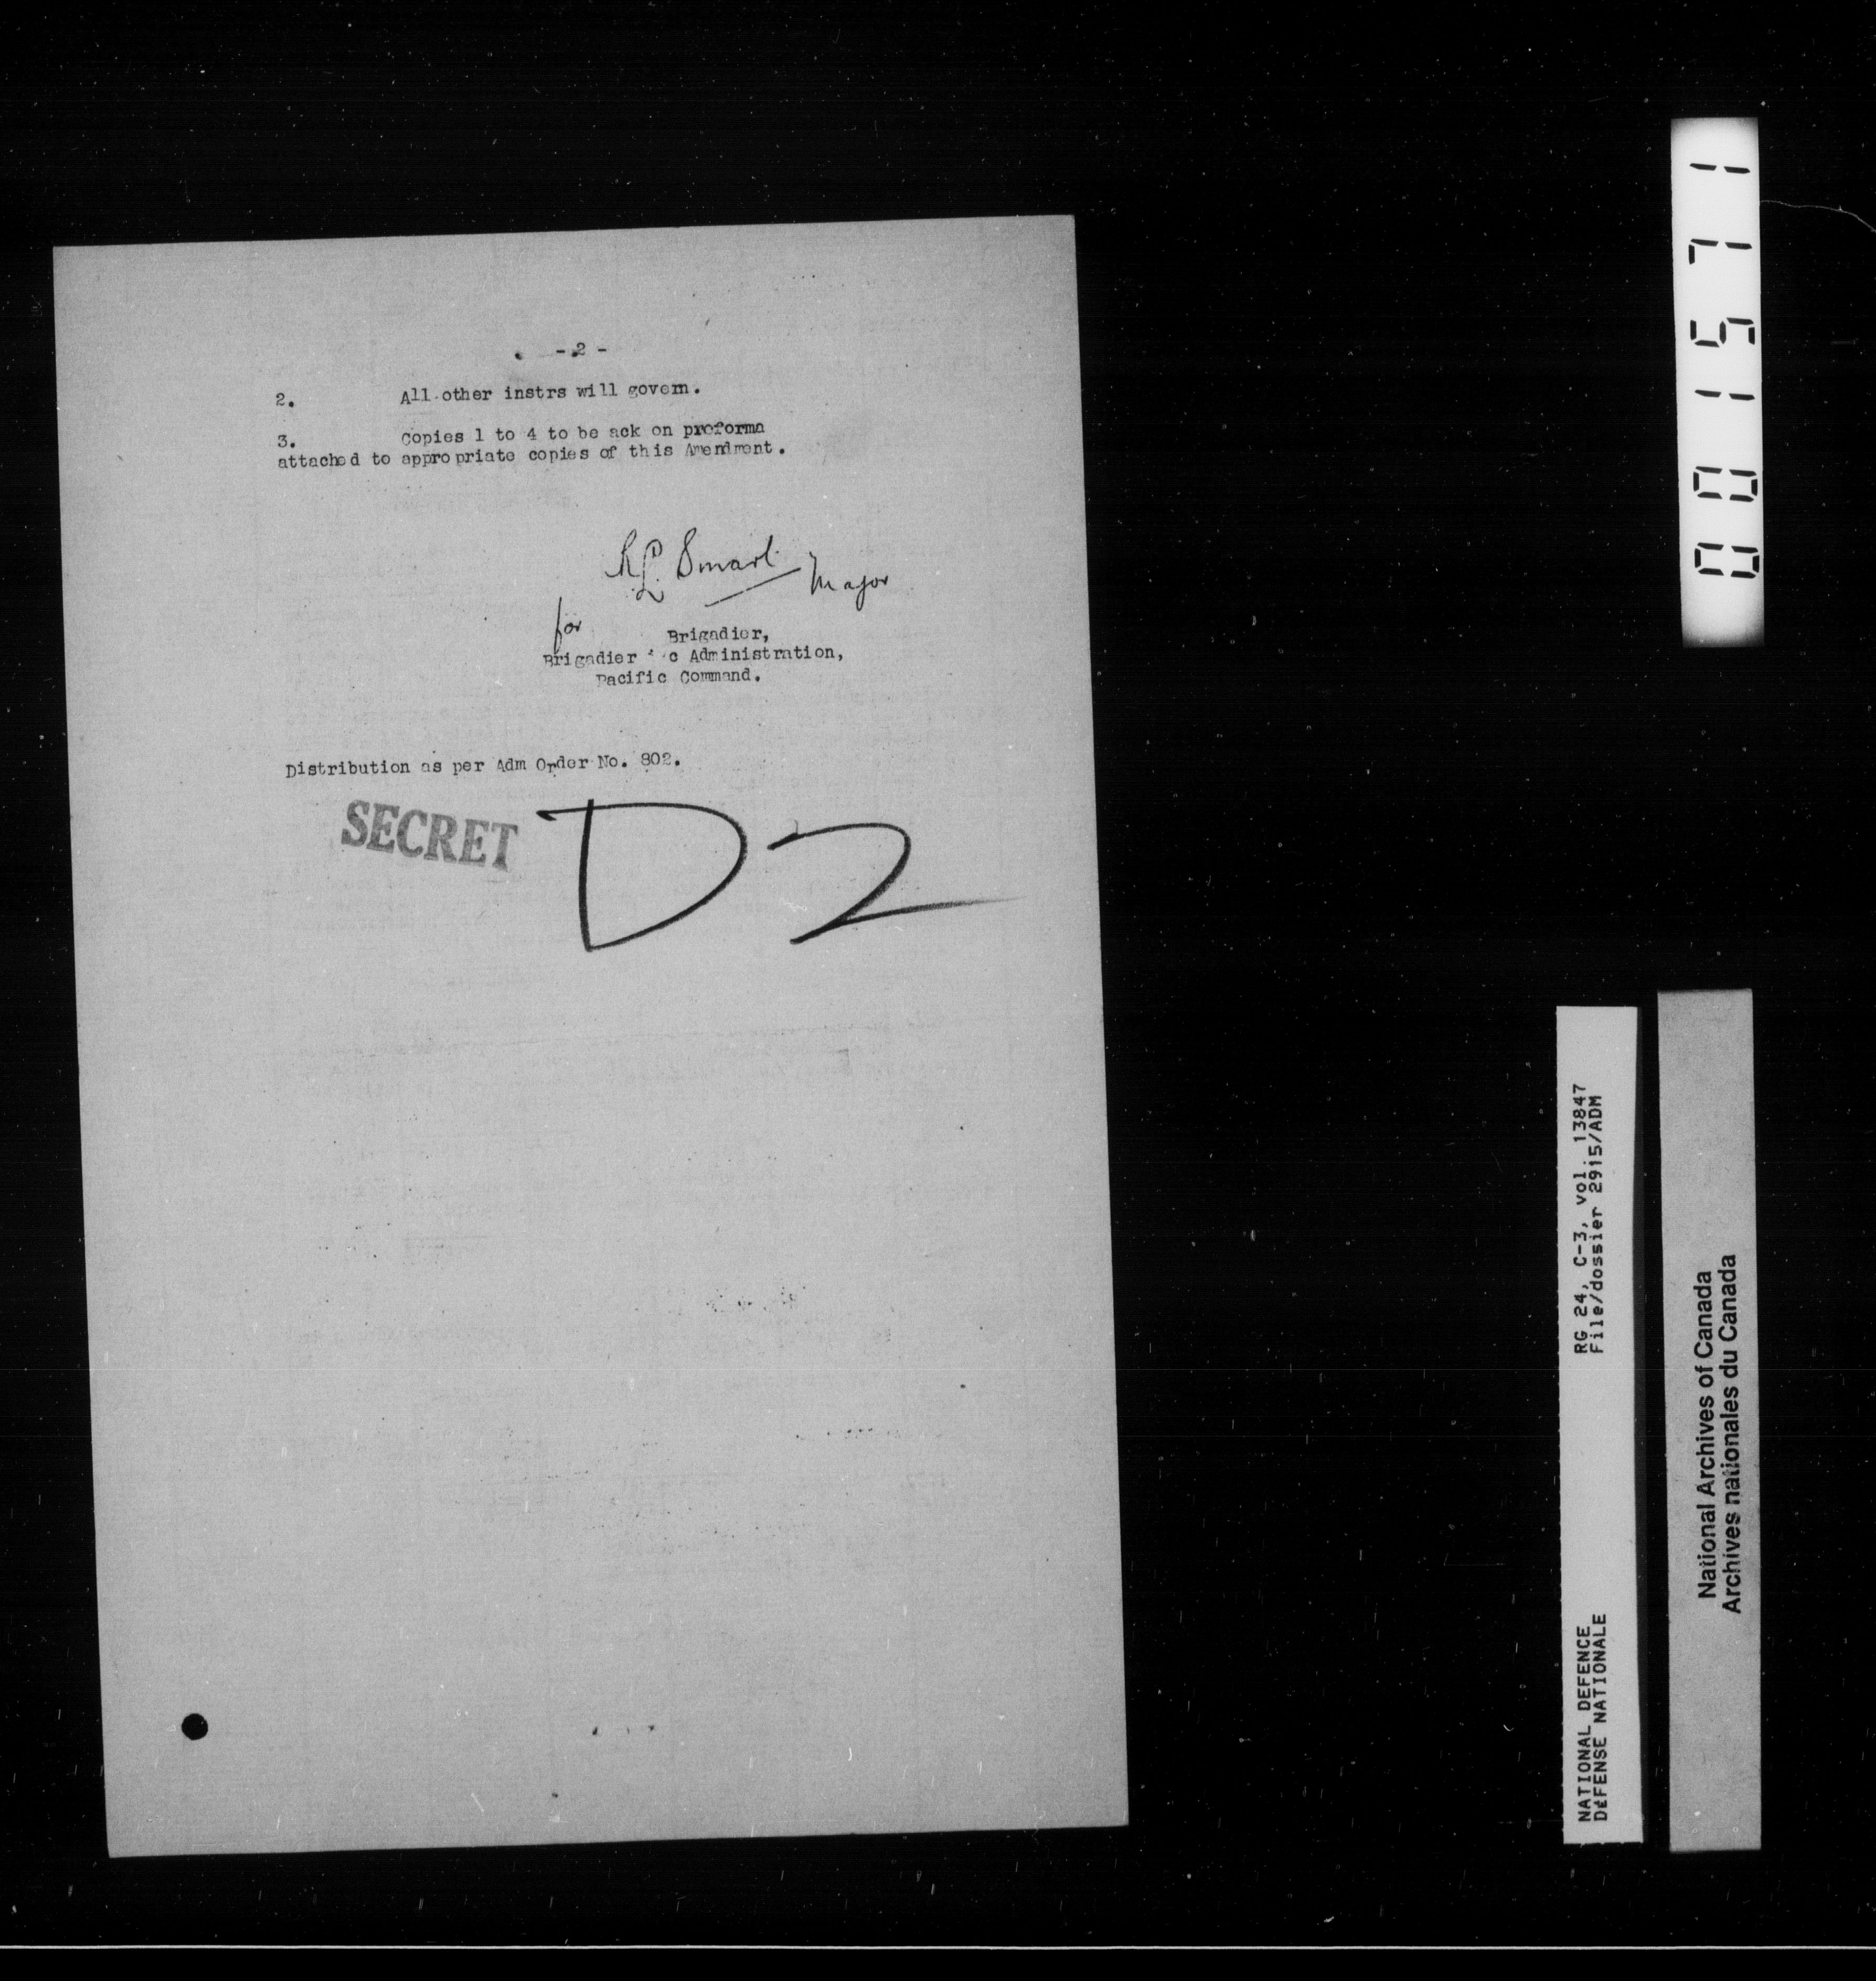 - 2 -
2. All other instrs will govern.
3. Copies 1 to 4 to be ack on proforma
attached to appropriate copies of this Amendment.
Smart Major
for Brigadier,
Brigadier i/c Administration,
Pacific Command.
Distribution as per Adm Order No. 802.
SECRET D2
001571
RG 24, C-3, vol. 13847
File/dossier 2915/ADM
NATIONAL DEFENCE
DÉFENSE NATIONALE
National Archives of Canada
Archives nationales du Canada